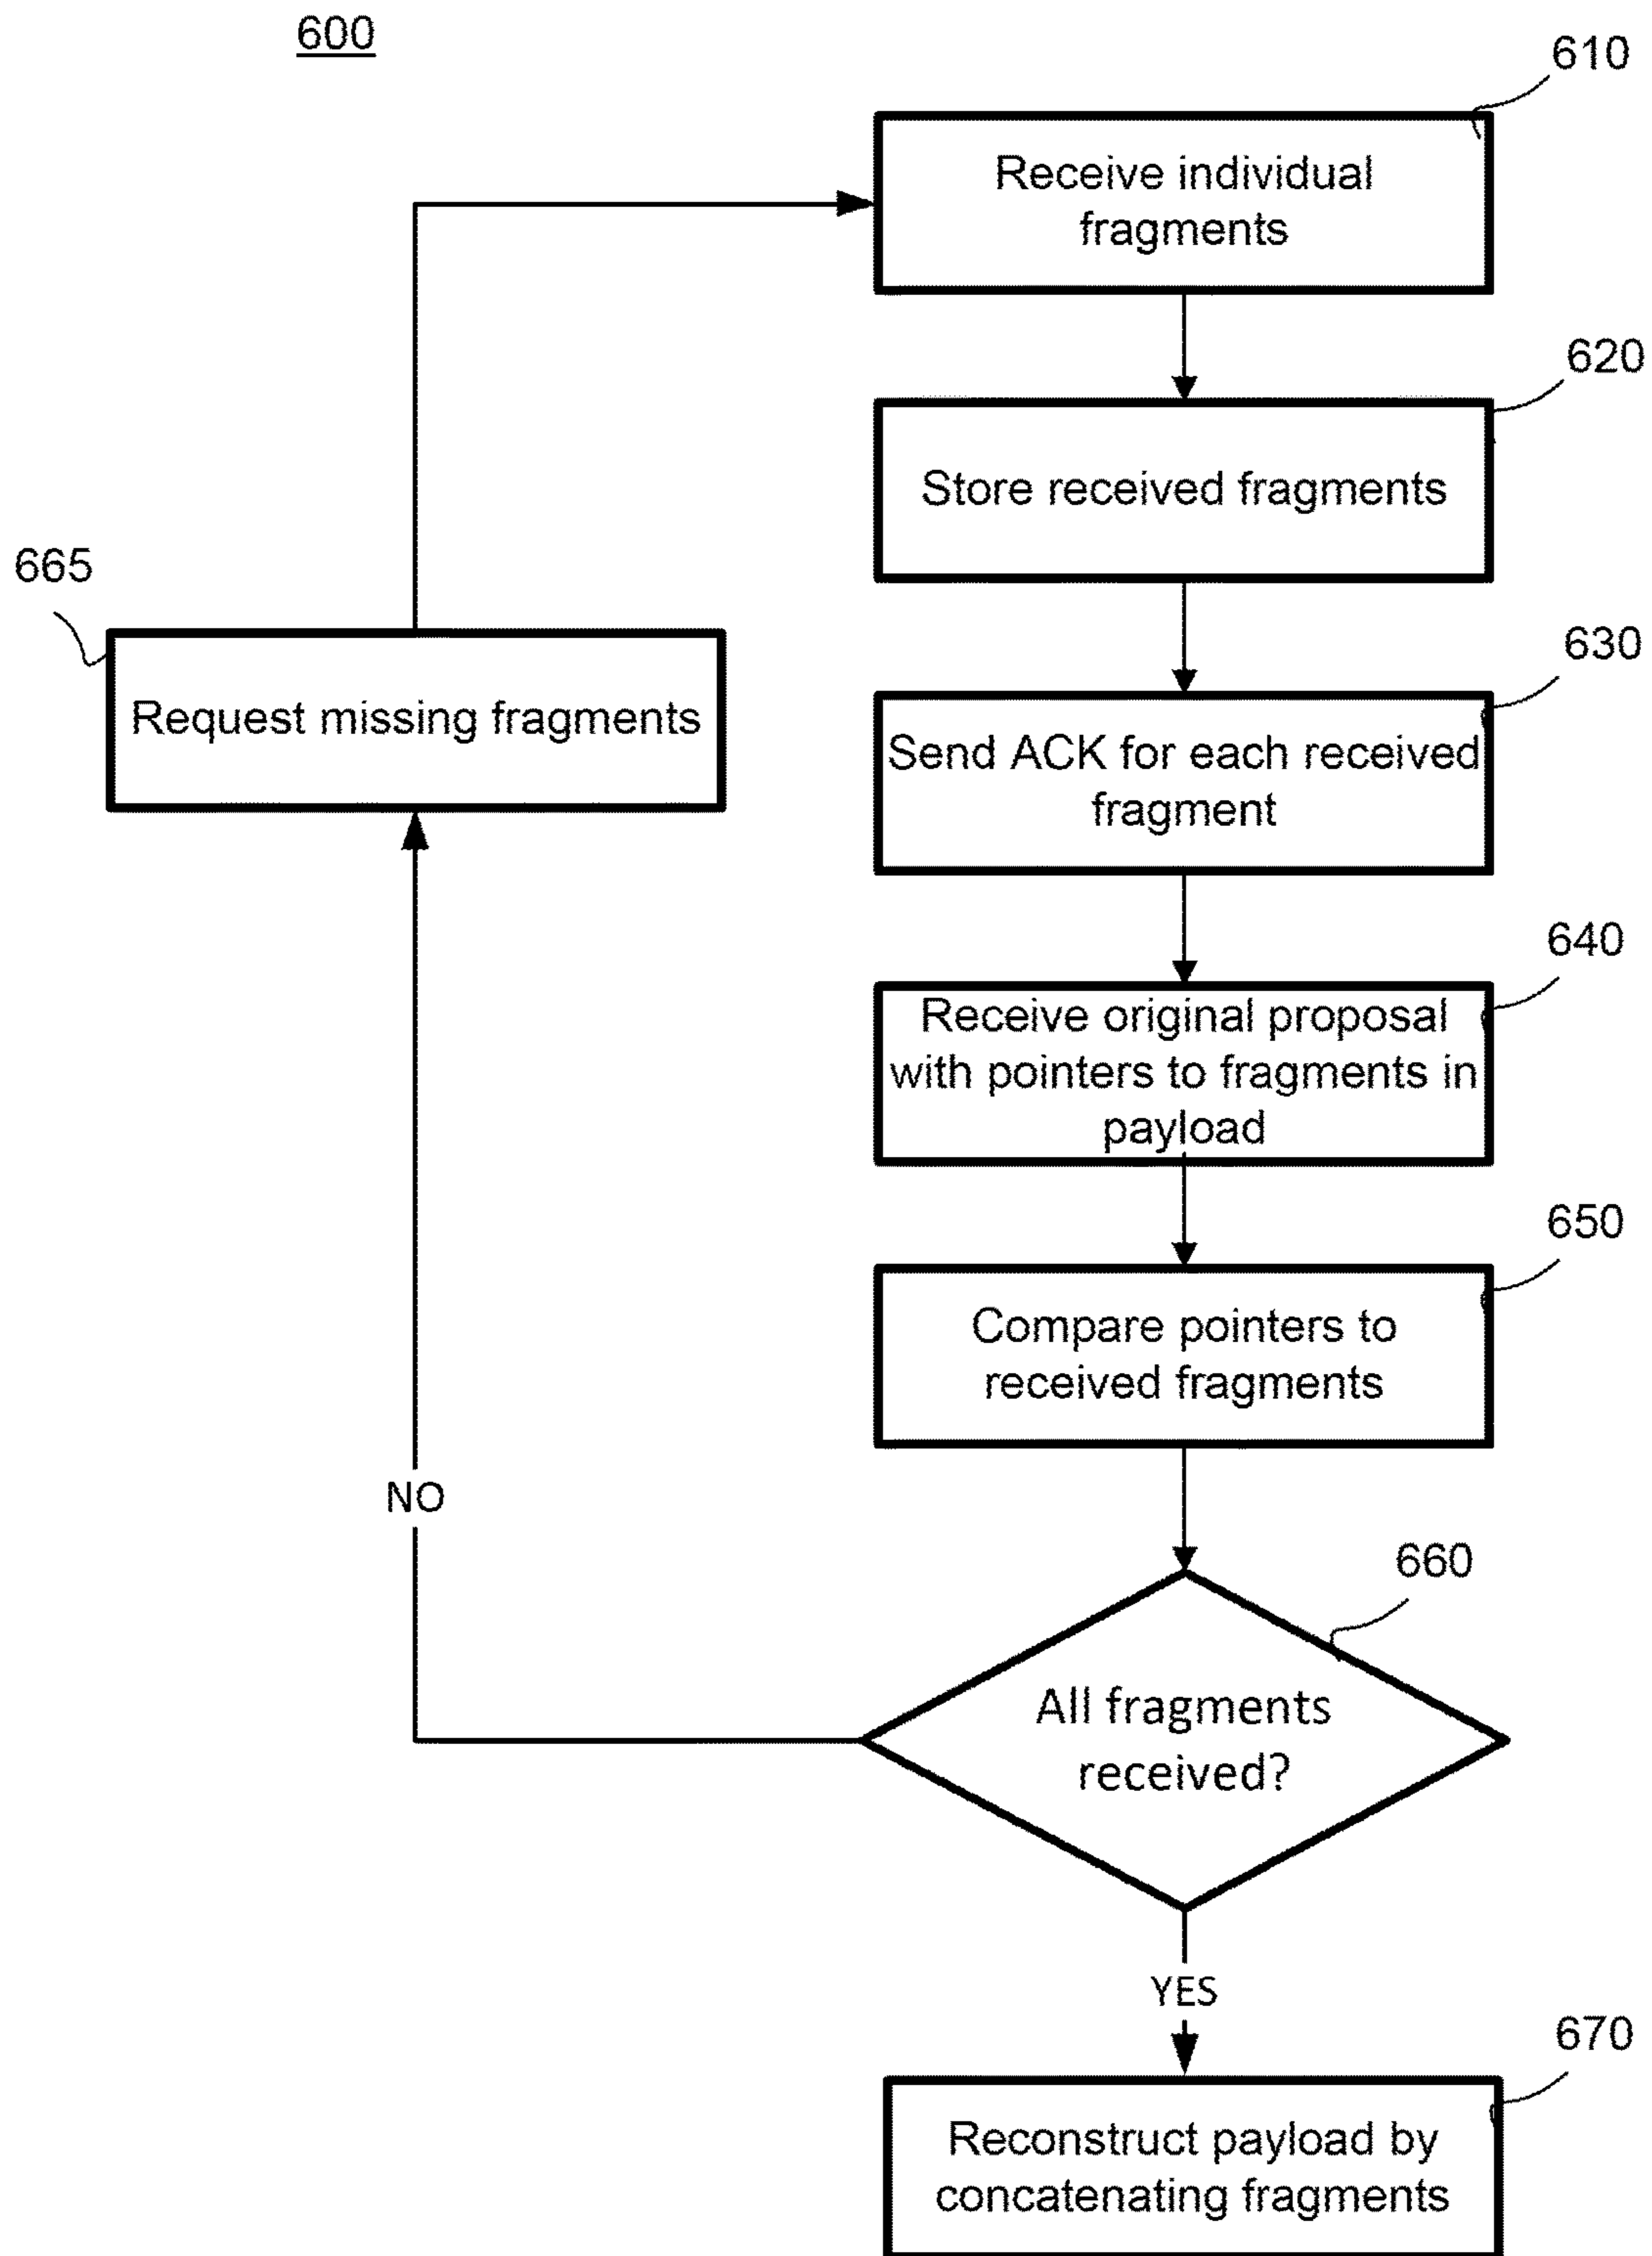 600
610
Receive individual
fragments
620
Store received fragments
665
Request missing fragments
630
Send ACK for each received
fragment
640
Receive original proposal
with pointers to fragments in
payload
650
Compare pointers to
received fragments
NO
660
All fragments
received?
YES
670
Reconstruct payload by
concatenating fragments